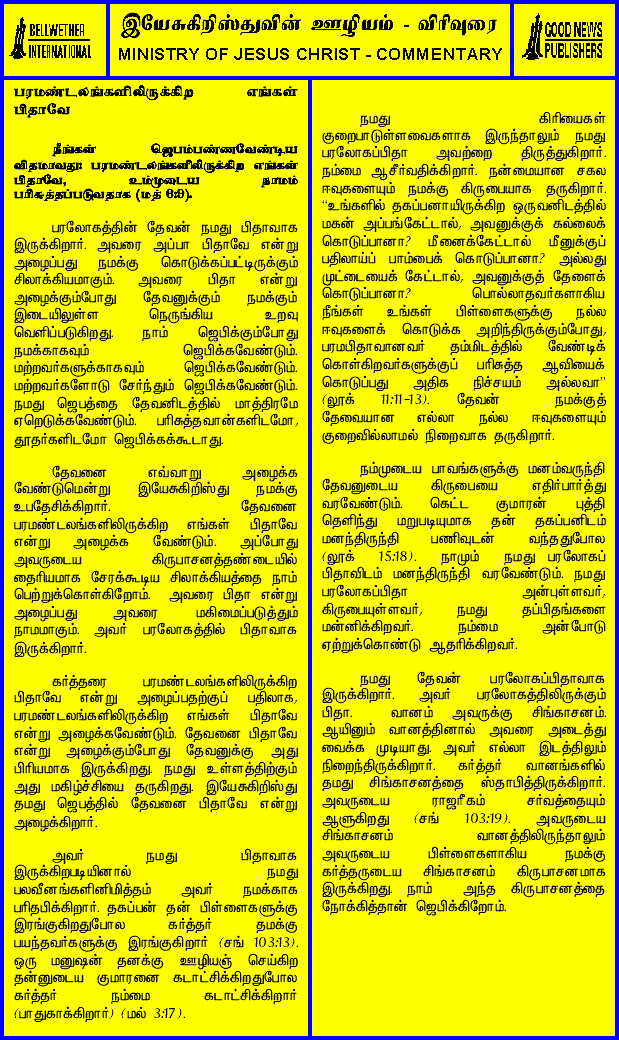 BELLWETHER
INTERNATIONAL
இயேசுகிறிஸ்துவின் ஊழியம் - விரிவுரை
MINISTRY OF JESUS CHRIST - COMMENTARY
GOOD NEWS
PUBLISHERS
பரமண்டலங்களிலிருக்கிற எங்கள்
பிதாவே
நீங்கள் ஜெபம்பண்ணவேண்டிய
விதமாவது: பரமண்டலங்களிலிருக்கிற எங்கள்
பிதாவே, உம்முடைய நாமம்
பரிசுத்தப்படுவதாக (மத் 6:9).
பரலோகத்தின் தேவன் நமது பிதாவாக
இருக்கிறார். அவரை அப்பா பிதாவே என்று
அழைப்பது நமக்கு கொடுக்கப்பட்டிருக்கும்
சிலாக்கியமாகும். அவரை பிதா என்று
அழைக்கும்போது தேவனுக்கும் நமக்கும்
இடையிலுள்ள நெருங்கிய உறவு
வெளிப்படுகிறது. நாம் ஜெபிக்கும்போது
நமக்காகவும் ஜெபிக்கவேண்டும்.
மற்றவர்களுக்காகவும் ஜெபிக்கவேண்டும்.
மற்றவர்களோடு சேர்ந்தும் ஜெபிக்கவேண்டும்.
நமது ஜெபத்தை தேவனிடத்தில் மாத்திரமே
ஏறெடுக்கவேண்டும். பரிசுத்தவான்களிடமோ,
தூதர்களிடமோ ஜெபிக்கக்கூடாது.
தேவனை எவ்வாறு அழைக்க
வேண்டுமென்று இயேசுகிறிஸ்து நமக்கு
உபதேசிக்கிறார். தேவனை
பரமண்டலங்களிலிருக்கிற எங்கள் பிதாவே
என்று அழைக்க வேண்டும். அப்போது
அவருடைய கிருபாசனத்தண்டையில்
தைரியமாக சேரக்கூடிய சிலாக்கியத்தை நாம்
பெற்றுக்கொள்கிறோம். அவரை பிதா என்று
அழைப்பது அவரை மகிமைப்படுத்தும்
நாமமாகும். அவர் பரலோகத்தில் பிதாவாக
இருக்கிறார்.
கர்த்தரை பரமண்டலங்களிலிருக்கிற
பிதாவே என்று அழைப்பதற்குப் பதிலாக,
பரமண்டலங்களிலிருக்கிற எங்கள் பிதாவே
என்று அழைக்கவேண்டும். தேவனை பிதாவே
என்று அழைக்கும்போது தேவனுக்கு அது
பிரியமாக இருக்கிறது. நமது உள்ளத்திற்கும்
அது மகிழ்ச்சியை தருகிறது. இயேசுகிறிஸ்து
தமது ஜெபத்தில் தேவனை பிதாவே என்று
அழைக்கிறார்.
அவர் நமது பிதாவாக
இருக்கிறபடியினால் நமது
பலவீனங்களினிமித்தம் அவர் நமக்காக
பரிதபிக்கிறார். தகப்பன் தன் பிள்ளைகளுக்கு
இரங்குகிறதுபோல கர்த்தர் தமக்கு
பயந்தவர்களுக்கு இரங்குகிறார் (சங் 103:13).
ஒரு மனுஷன் தனக்கு ஊழியஞ் செய்கிற
தன்னுடைய குமாரனை கடாட்சிக்கிறதுபோல
கர்த்தர் நம்மை கடாட்சிக்கிறார்
(பாதுகாக்கிறார்) (மல் 3:17).
நமது கிரியைகள்
குறைபாடுள்ளவைகளாக இருந்தாலும் நமது
பரலோகப்பிதா அவற்றை திருத்துகிறார்.
நம்மை ஆசீர்வதிக்கிறார். நன்மையான சகல
ஈவுகளையும் நமக்கு கிருபையாக தருகிறார்.
“உங்களில் தகப்பனாயிருக்கிற ஒருவனிடத்தில்
மகன் அப்பங்கேட்டால், அவனுக்குக் கல்லைக்
கொடுப்பானா? மீனைக்கேட்டால் மீனுக்குப்
பதிலாய்ப் பாம்பைக் கொடுப்பானா? அல்லது
முட்டையைக் கேட்டால், அவனுக்குத் தேளைக்
கொடுப்பானா? பொல்லாதவர்களாகிய
நீங்கள் உங்கள் பிள்ளைகளுக்கு நல்ல
ஈவுகளைக் கொடுக்க அறிந்திருக்கும்போது,
பரமபிதாவானவர் தம்மிடத்தில் வேண்டிக்
கொள்கிறவர்களுக்குப் பரிசுத்த ஆவியைக்
கொடுப்பது அதிக நிச்சயம் அல்லவா”
(லூக் 11:11-13). தேவன் நமக்குத்
தேவையான எல்லா நல்ல ஈவுகளையும்
குறைவில்லாமல் நிறைவாக தருகிறார்.
நம்முடைய பாவங்களுக்கு மனம்வருந்தி
தேவனுடைய கிருபையை எதிர்பார்த்து
வரவேண்டும். கெட்ட குமாரன் புத்தி
தெளிந்து மறுபடியுமாக தன் தகப்பனிடம்
மனந்திருந்தி பணிவுடன் வந்ததுபோல
(லூக் 15:18). நாமும் நமது பரலோகப்
பிதாவிடம் மனந்திருந்தி வரவேண்டும். நமது
பரலோகப்பிதா அன்புள்ளவர்,
கிருபையுள்ளவர், நமது தப்பிதங்களை
மன்னிக்கிறவர். நம்மை அன்போடு
ஏற்றுக்கொண்டு ஆதரிக்கிறவர்.
நமது தேவன் பரலோகப்பிதாவாக
இருக்கிறார். அவர் பரலோகத்திலிருக்கும்
பிதா. வானம் அவருக்கு சிங்காசனம்.
ஆயினும் வானத்தினால் அவரை அடைத்து
வைக்க முடியாது. அவர் எல்லா இடத்திலும்
நிறைந்திருக்கிறார். கர்த்தர் வானங்களில்
தமது சிங்காசனத்தை ஸ்தாபித்திருக்கிறார்.
அவருடைய ராஜரீகம் சர்வத்தையும்
ஆளுகிறது (சங் 103:19). அவருடைய
சிங்காசனம் வானத்திலிருந்தாலும்
அவருடைய பிள்ளைகளாகிய நமக்கு
கர்த்தருடைய சிங்காசனம் கிருபாசனமாக
இருக்கிறது. நாம் அந்த கிருபாசனத்தை
நோக்கித்தான் ஜெபிக்கிறோம்.